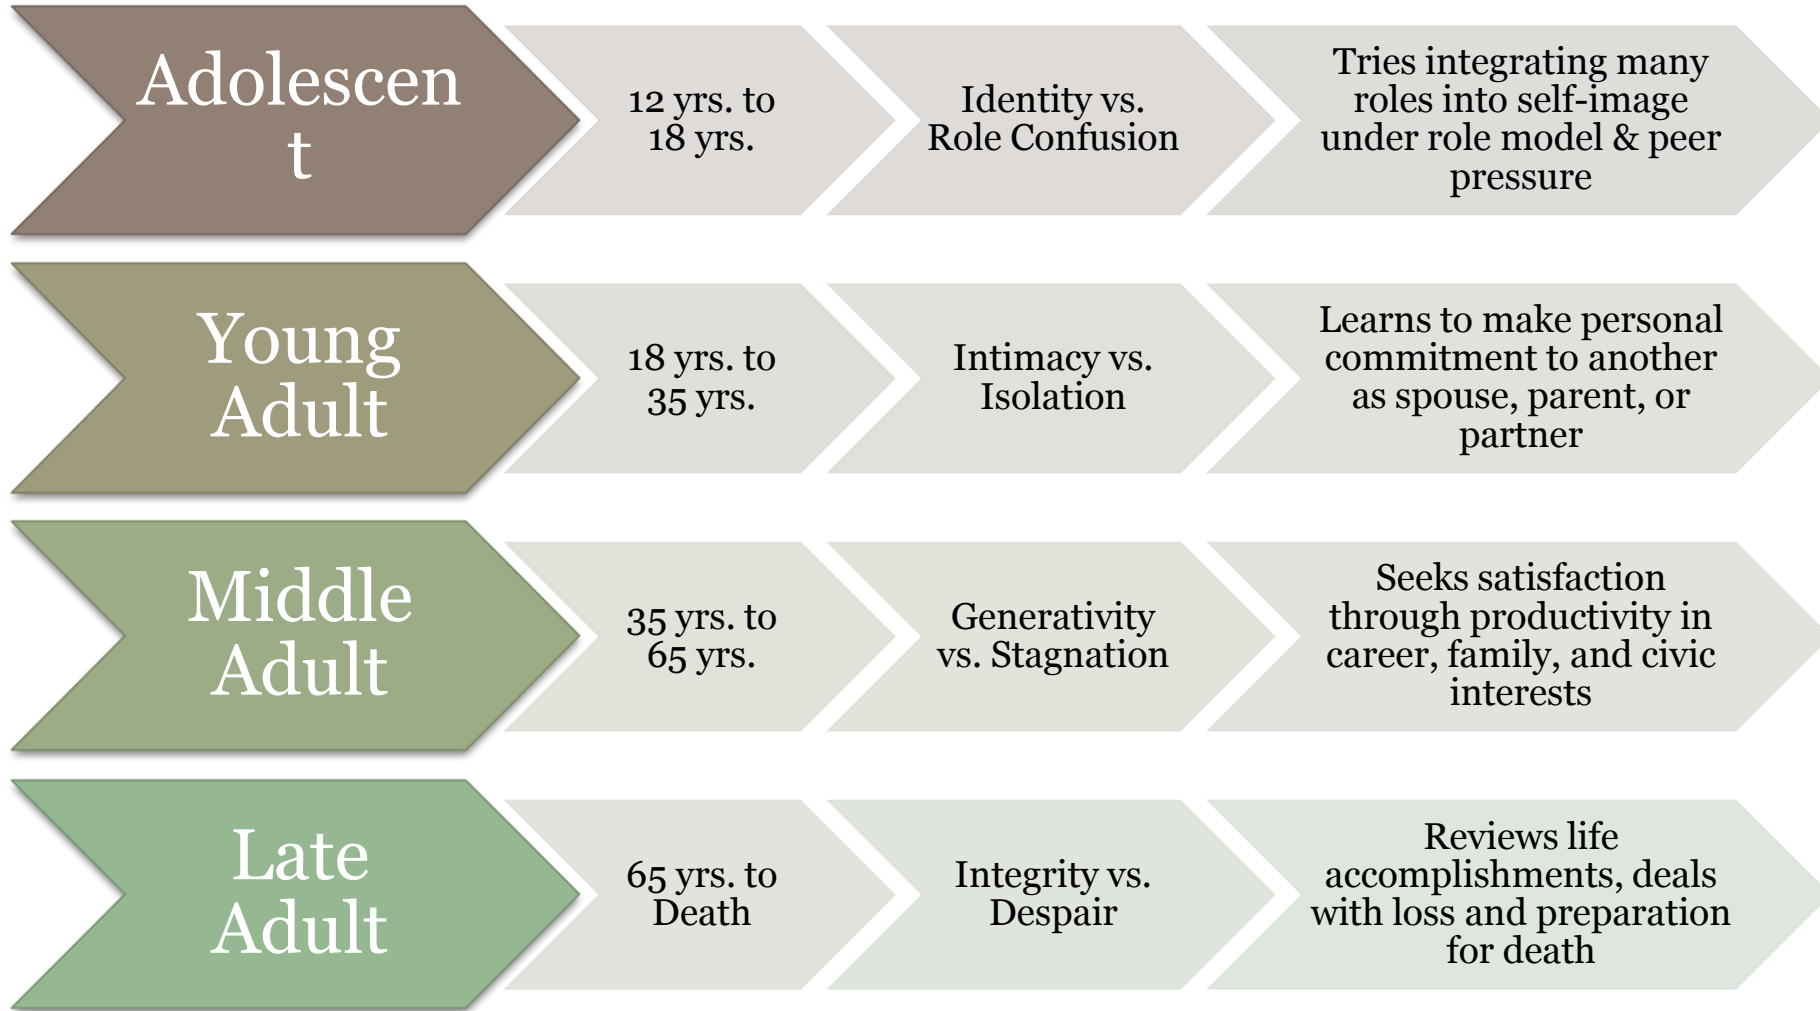 Adolescen
t
12 yrs. to
18 yrs.
Identity vs.
Role Confusion
Tries integrating many
roles into self-image
under role model & peer
pressure
Young
Adult
18 yrs. to
35 yrs.
Intimacy vs.
Isolation
Learns to make personal
commitment to another
as spouse, parent, or
partner
Middle
Adult
35 yrs. to
65 yrs.
Generativity
vs. Stagnation
Seeks satisfaction
through productivity in
career, family, and civic
interests
Late
Adult
65 yrs. to
Death
Integrity vs.
Despair
Reviews life
accomplishments, deals
with loss and preparation
for death